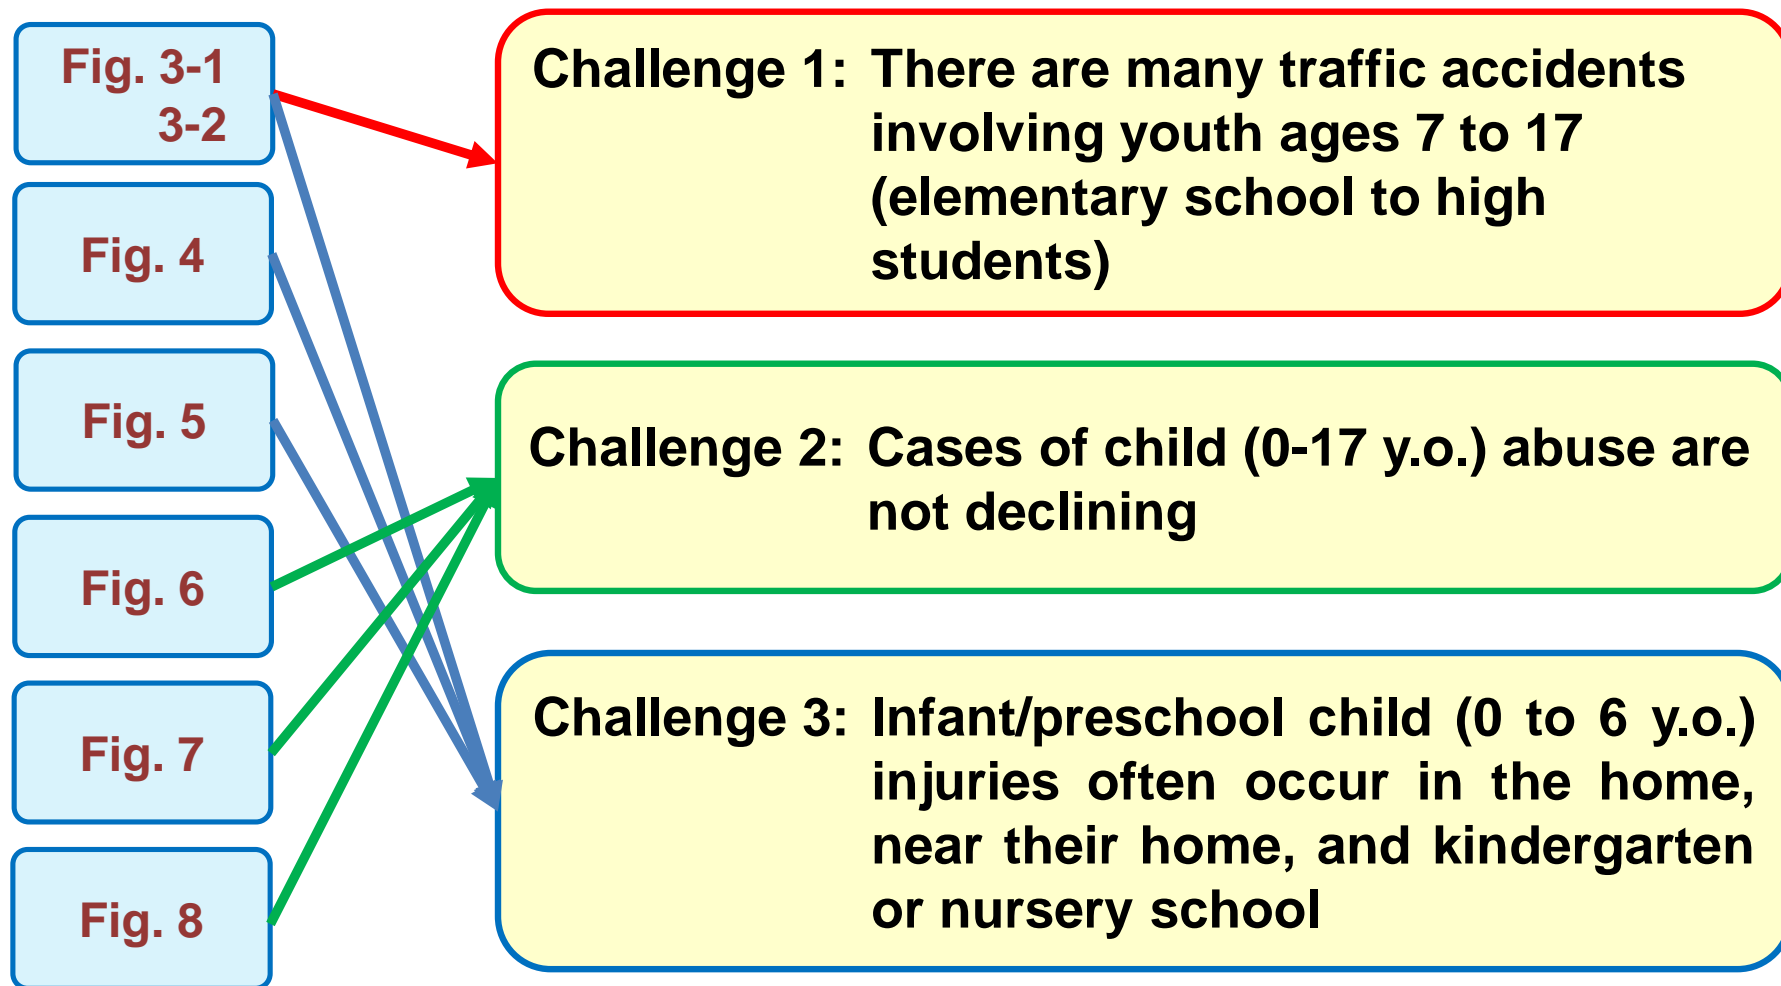 Fig. 3-1
3-2
Fig. 4
Fig. 5
Fig. 6
Fig. 7
Fig. 8
Challenge 1: There are many traffic accidents
involving youth ages 7 to 17
(elementary school to high
students)
Challenge 2: Cases of child (0-17 y.o.) abuse are
not declining
Challenge 3: Infant/preschool child (0 to 6 y.o.)
injuries often occur in the home,
near their home, and kindergarten
or nursery school